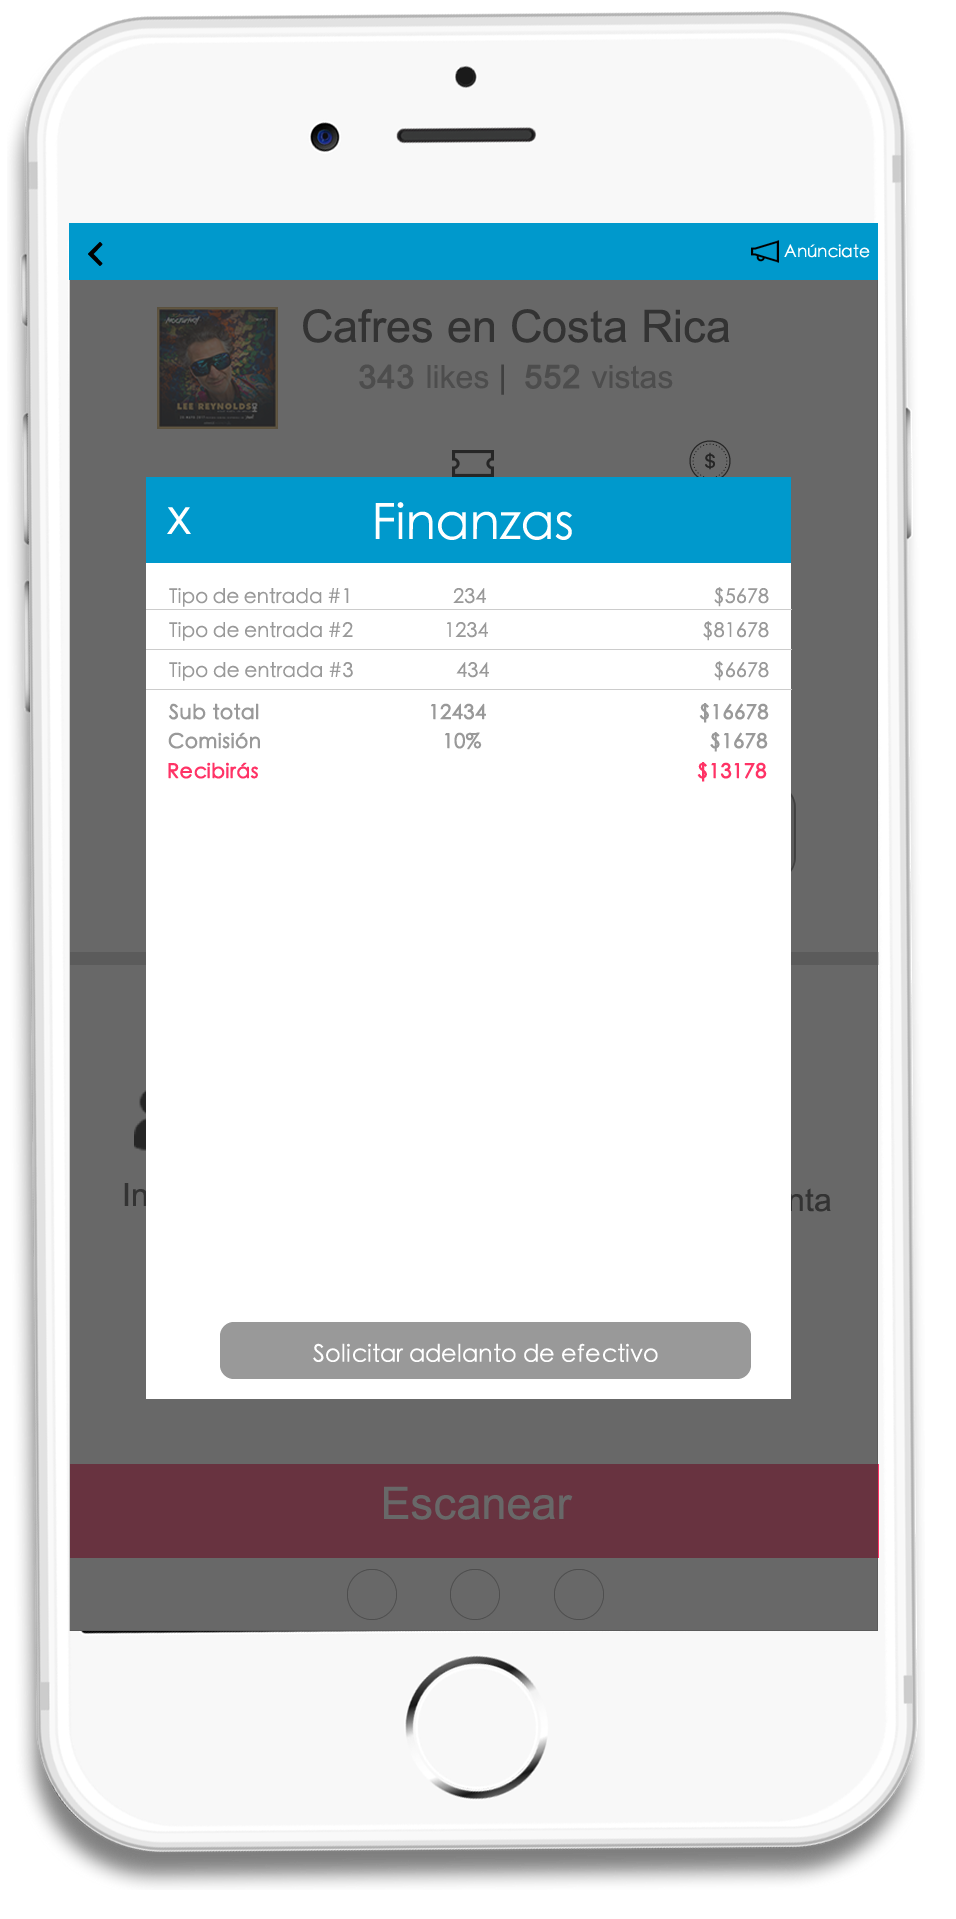 Anúnciate
Cafres en Costa Rica
343 likes | 552 vistas
LEE REYNOLDS
$
X Finanzas
Tipo de entrada #1 234 $5678
Tipo de entrada #2 1234 $81678
Tipo de entrada #3 434 $6678
Sub total 12434 $16678
Comisión 10% $1678
Recibirás $13178
In
nta
Solicitar adelanto de efectivo
Escanear